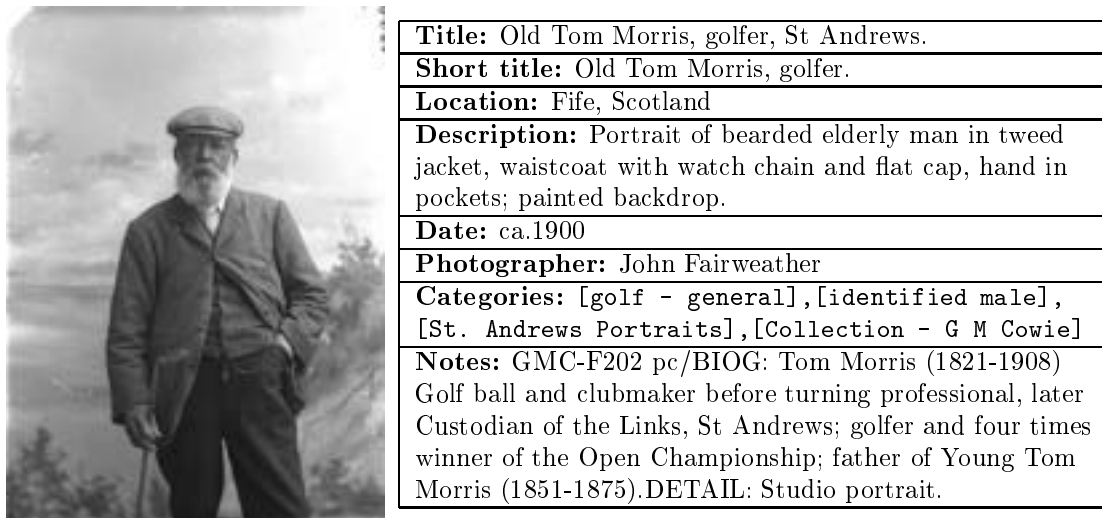 Title: Old Tom Morris, golfer, St Andrews.
Short title: Old Tom Morris, golfer.
Location: Fife, Scotland
Description: Portrait of bearded elderly man in tweed
jacket, waistcoat with watch chain and flat cap, hand in
pockets; painted backdrop.
Date: ca.1900
Photographer: John Fairweather
Categories: [golf - general],[identified male],
[St. Andrews Portraits],[Collection - G M Cowie]
Notes: GMC-F202 pc/BIOG: Tom Morris (1821-1908)
Golf ball and clubmaker before turning professional, later
Custodian of the Links, St Andrews; golfer and four times
winner of the Open Championship; father of Young Tom
Morris (1851-1875).DETAIL: Studio portrait.